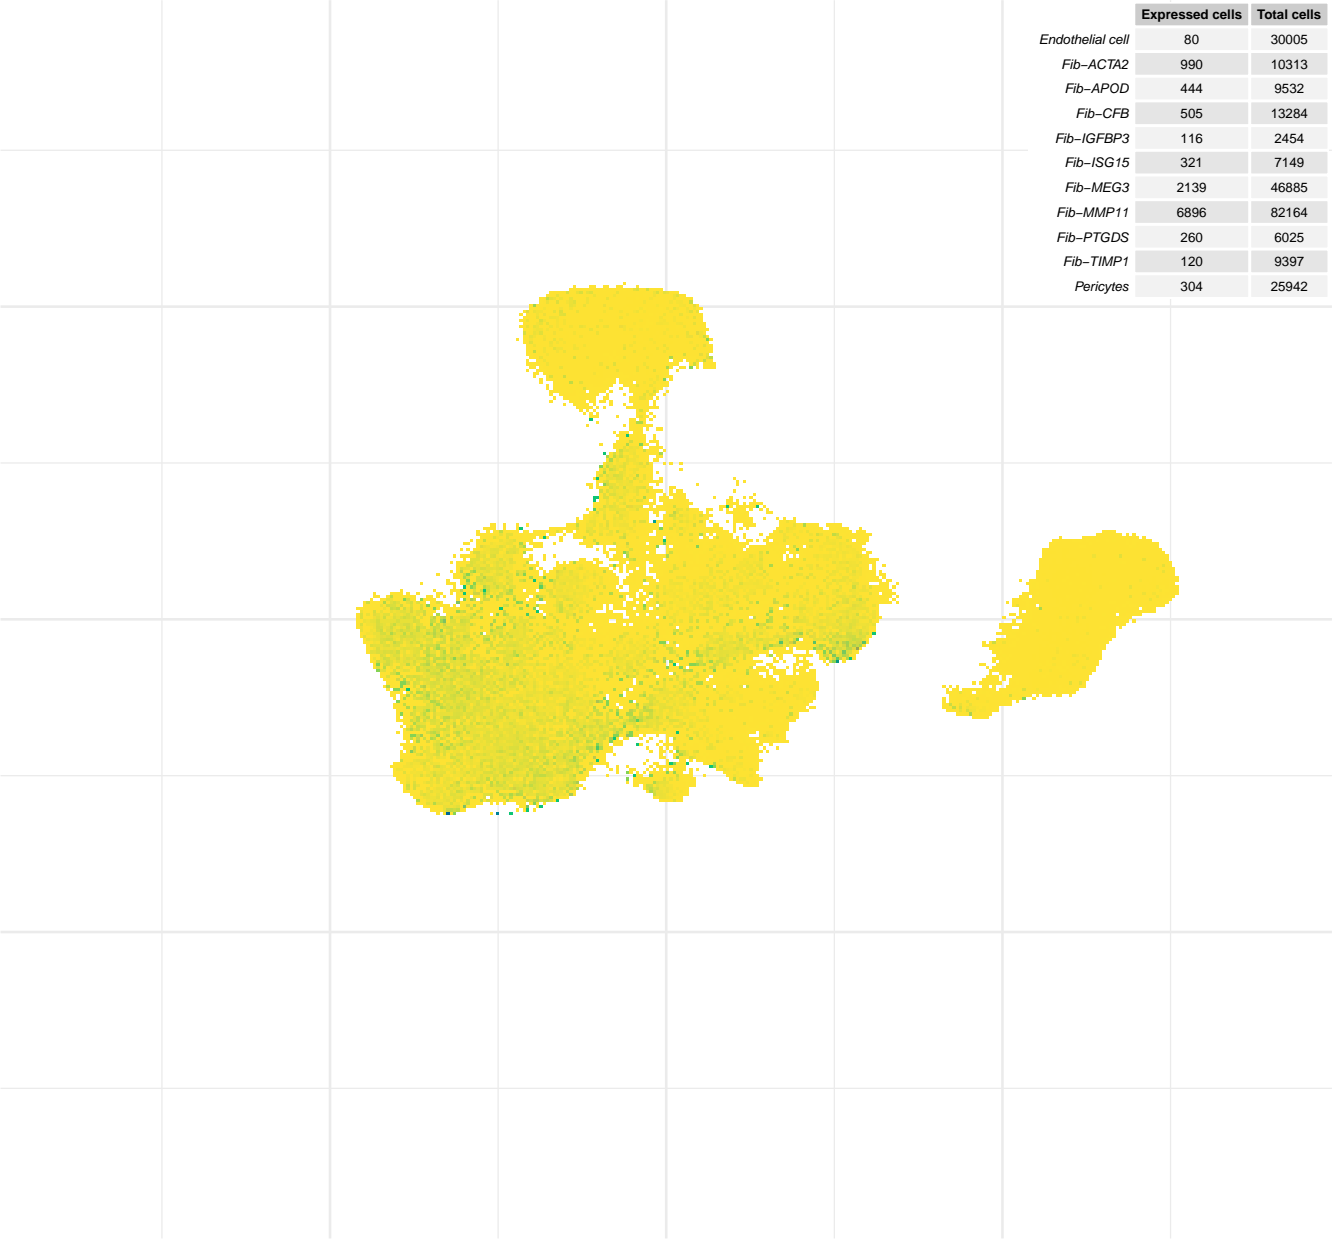 Expressed cells Total cells
Endothelial cell 80 30005
Fib−ACTA2 990 10313
Fib−APOD 444 9532
Fib−CFB 505 13284
Fib−IGFBP3 116 2454
Fib−ISG15 321 7149
Fib−MEG3 2139 46885
Fib−MMP11 6896 82164
Fib−PTGDS 260 6025
Fib−TIMP1 120 9397
Pericytes 304 25942